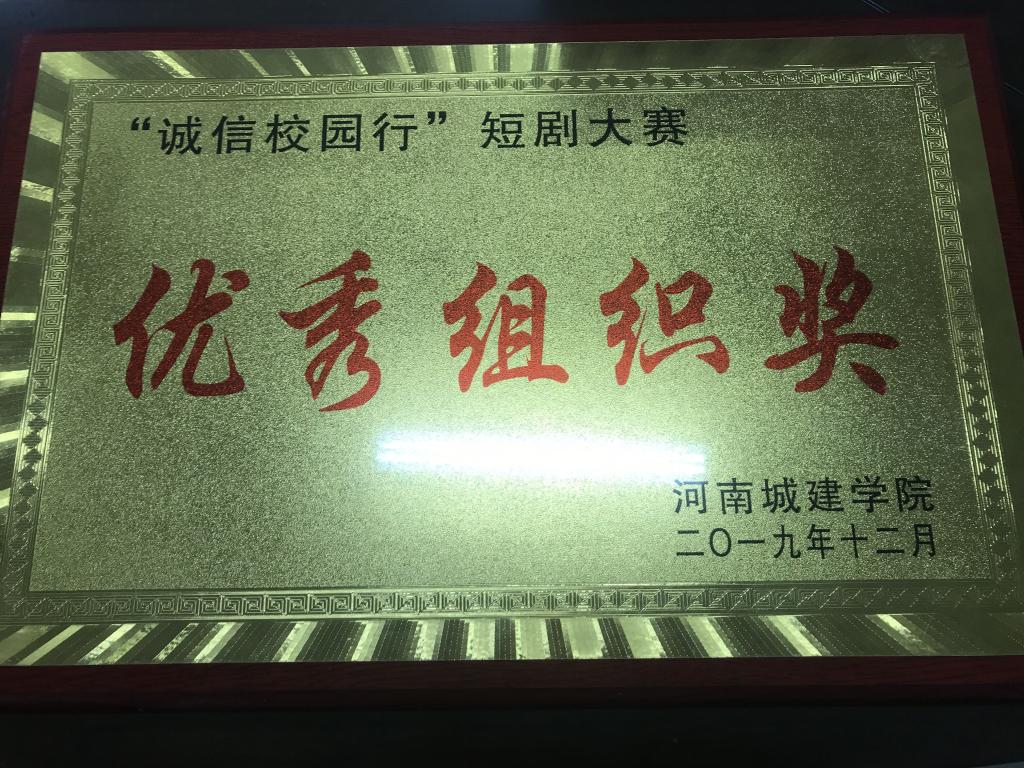 “诚信校园行”短剧大赛
优秀组织奖
河南城建学院
二〇一九年十二月